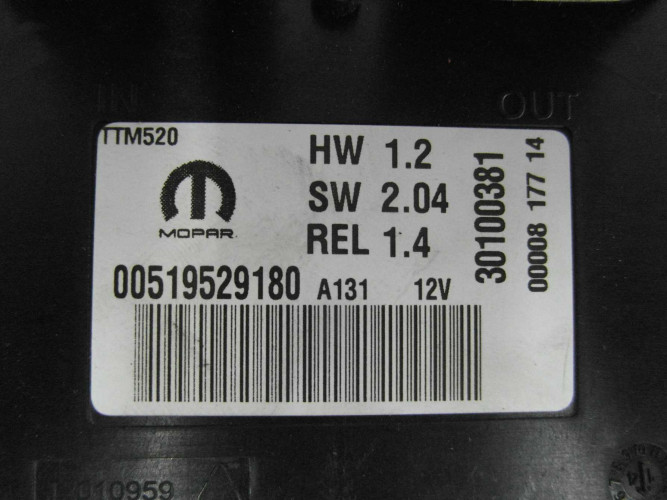 IN
OUT
TTM520
HW 1.2
SW 2.04
REL 1.4
MOPAR
00519529180 A131 12V
30100381
00008 177 14
010959